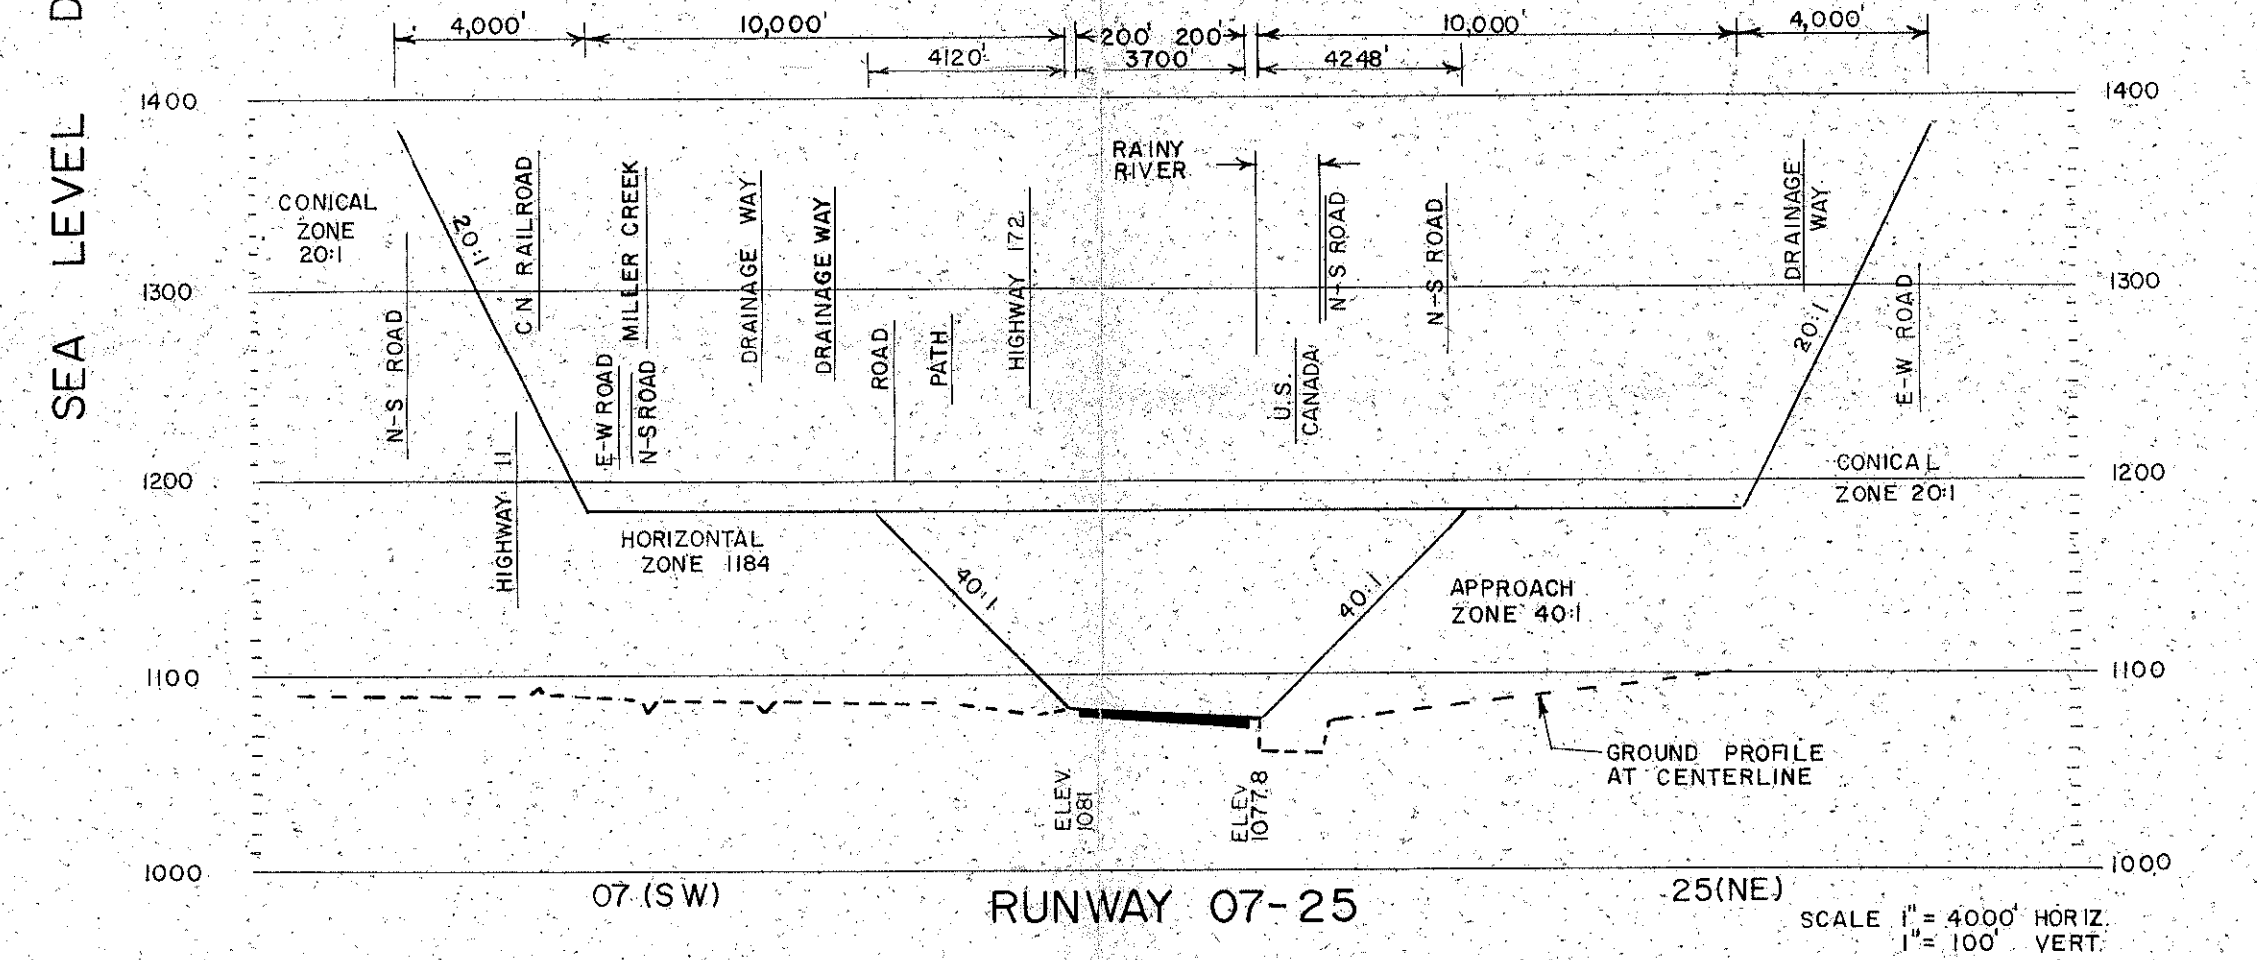 SEA LEVEL D
4,000'
10,000'
200' 200'
10,000'
4,000'
4120'
3700'
4248'
1400
1400
RAINY
RIVER
CONICAL
ZONE
20:1
20:1
C N RAILROAD
MILLER CREEK
DRAINAGE WAY
DRAINAGE WAY
HIGHWAY 172
N-S ROAD
N-S ROAD
DRAINAGE
WAY
1300
1300
N-S ROAD
ROAD
PATH
20:1
E-W ROAD
E-W ROAD
N-S ROAD
U.S.
CANADA
HIGHWAY 11
1200
1200
CONICAL
ZONE 20:1
HORIZONTAL
ZONE 1184
40:1
40:1
APPROACH
ZONE 40:1
1100
1100
GROUND PROFILE
AT CENTERLINE
ELEV.
1081
ELEV
1077.8
1000
1000
07 (SW)
RUNWAY 07-25
25(NE)
SCALE 1" = 4000' HORIZ.
1" = 100' VERT.